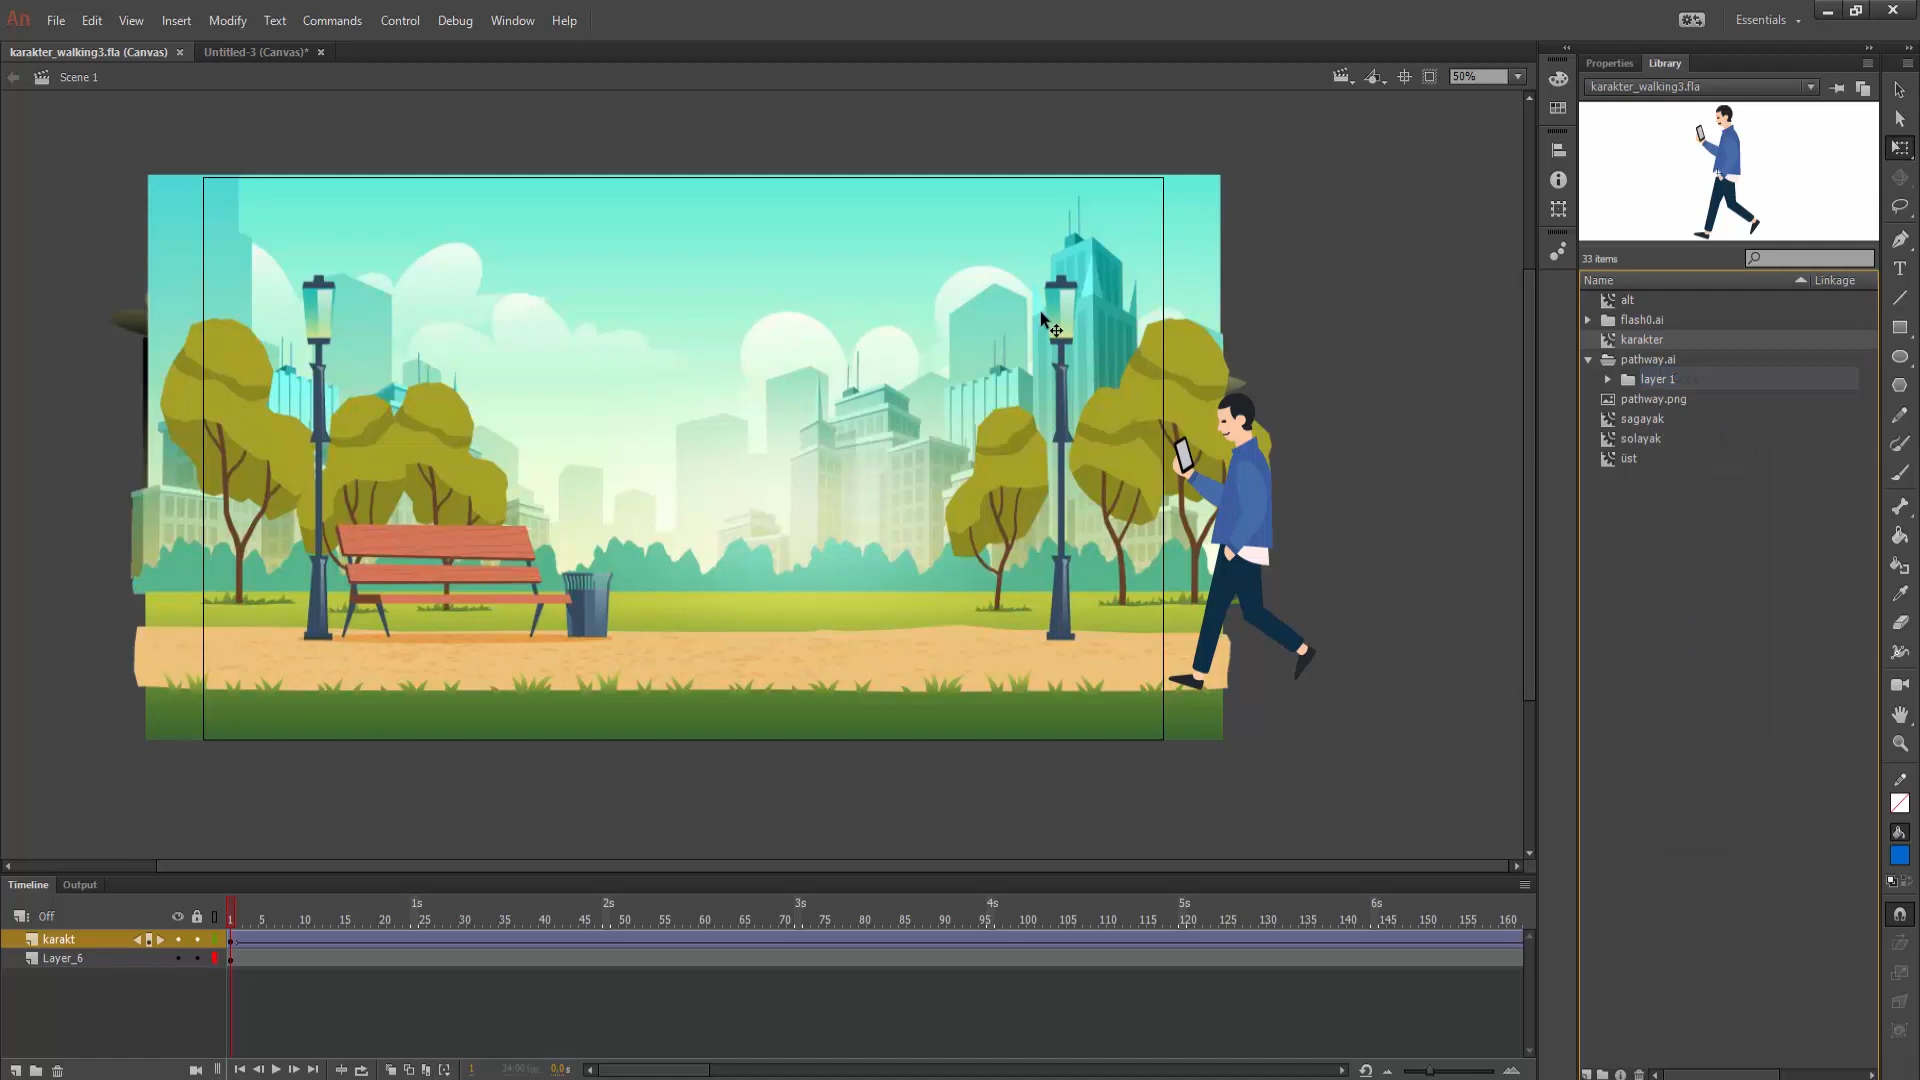 An File Edit View Insert Modify Text Commands Control Debug Window Help Essentials
karakter_walking3.fla (Canvas) × Untitled-3 (Canvas)* ×
Scene 1 50%
Properties Library
karakter_walking3.fla
33 items
Name Linkage
alt
flash0.ai
karakter
pathway.ai
layer 1
pathway.png
sagayak
solayak
üst
Timeline Output
1s 2s 3s 4s 5s 6s
Off 1 5 10 15 20 25 30 35 40 45 50 55 60 65 70 75 80 85 90 95 100 105 110 115 120 125 130 135 140 145 150 155 160
karakt
Layer_6
1 24.00 fps 0.0 s